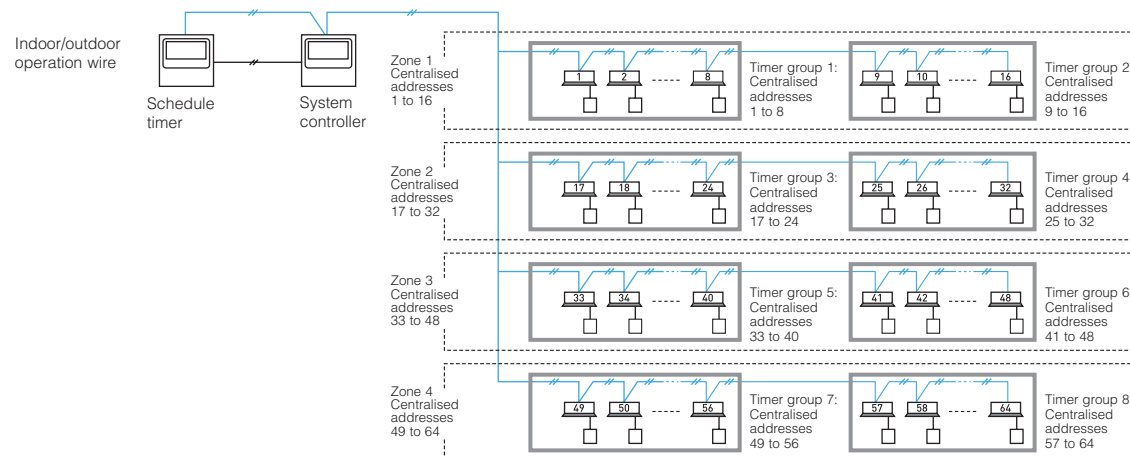 Indoor/outdoor
operation wire
Schedule
timer
System
controller
Zone 1
Centralised
addresses
1 to 16
1 2 8
Timer group 1:
Centralised
addresses
1 to 8
9 10 16
Timer group 2
Centralised
addresses
9 to 16
Zone 2
Centralised
addresses
17 to 32
17 18 24
Timer group 3:
Centralised
addresses
17 to 24
25 26 32
Timer group 4
Centralised
addresses
25 to 32
Zone 3
Centralised
addresses
33 to 48
33 34 40
Timer group 5:
Centralised
addresses
33 to 40
41 42 48
Timer group 6
Centralised
addresses
41 to 48
Zone 4
Centralised
addresses
49 to 64
49 50 56
Timer group 7:
Centralised
addresses
49 to 56
57 58 64
Timer group 8
Centralised
addresses
57 to 64